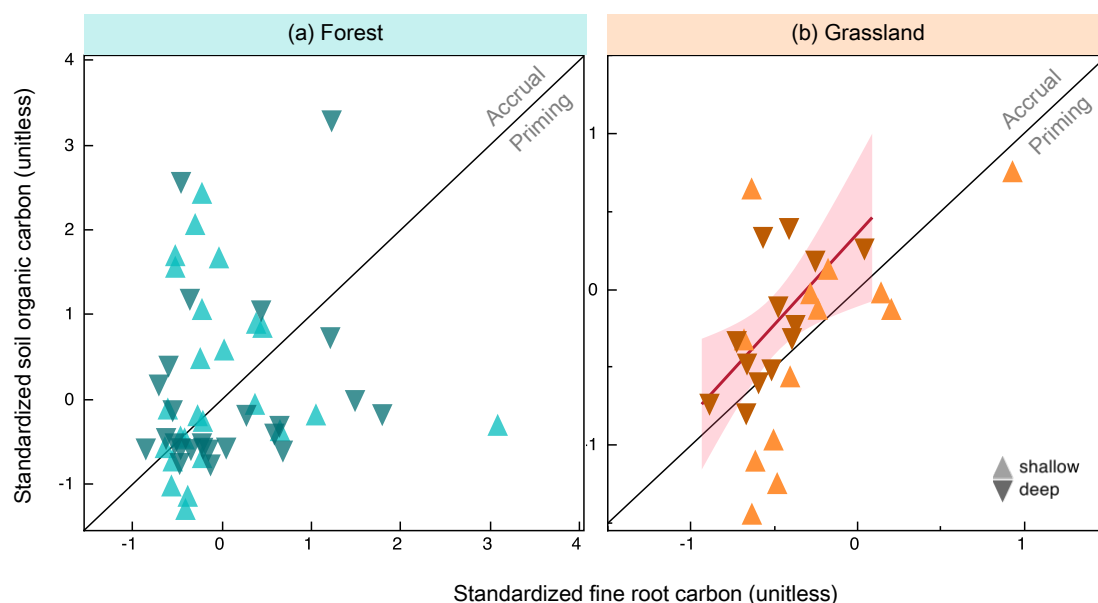 (a) Forest
(b) Grassland
Standardized soil organic carbon (unitless)
4
3
2
1
0
-1
Accrual
Priming
-1
0
1
2
3
4
1
0
-1
Accrual
Priming
shallow
deep
-1
0
1
Standardized fine root carbon (unitless)